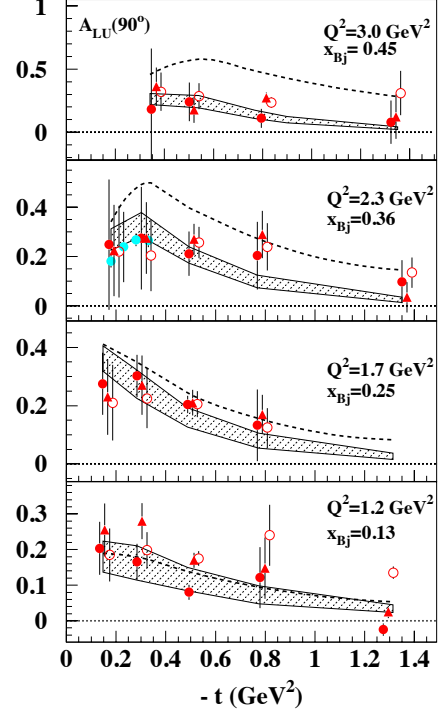 A_LU(90°)
Q²=3.0 GeV²
x_Bj= 0.45
1
0.5
0
Q²=2.3 GeV²
x_Bj= 0.36
0.4
0.2
0
Q²=1.7 GeV²
x_Bj= 0.25
0.4
0.2
0
Q²=1.2 GeV²
x_Bj= 0.13
0.3
0.2
0.1
0
0 0.2 0.4 0.6 0.8 1 1.2 1.4
- t (GeV²)